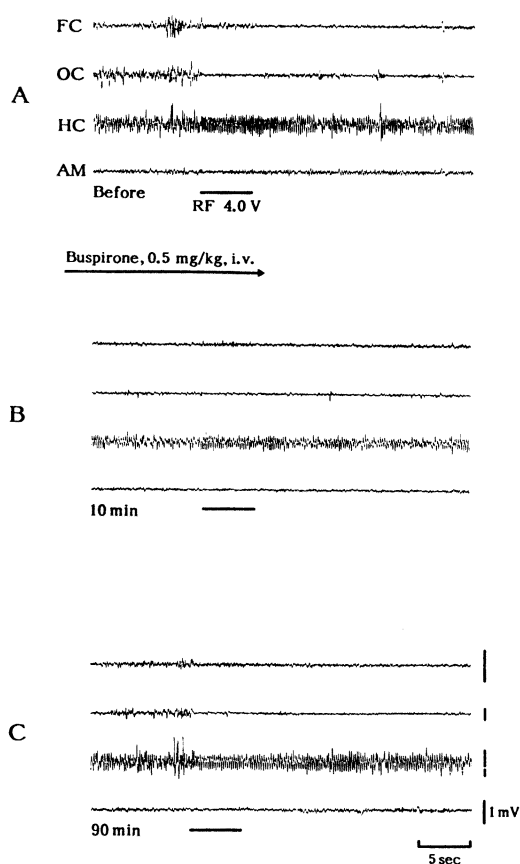 FC
OC
A
HC
AM
Before
RF 4.0 V
Buspirone, 0.5 mg/kg, i.v.
B
10 min
C
1 mV
90 min
5 sec